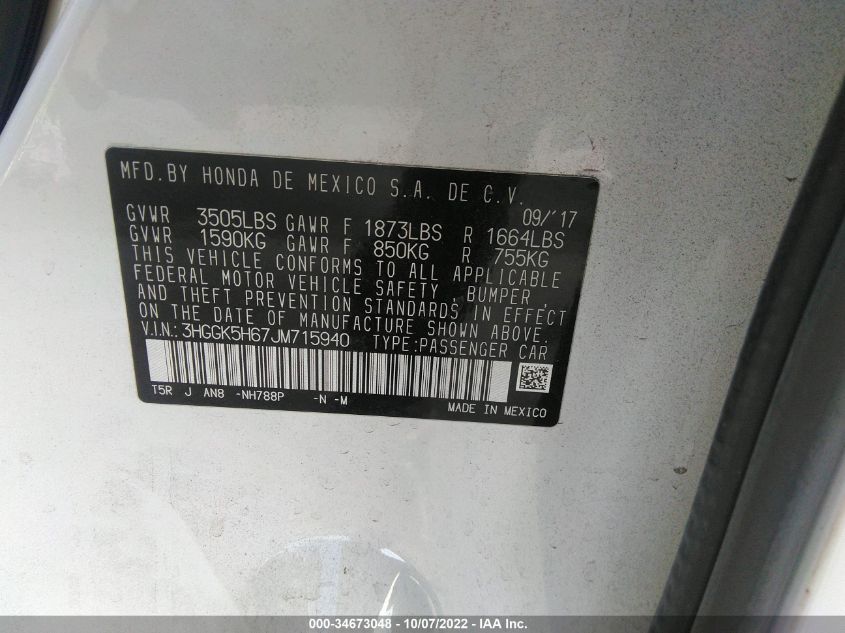 MFD.BY HONDA DE MEXICO S.A. DE C.V.
09/'17
GVWR 3505LBS GAWR F 1873LBS R 1664LBS
GVWR 1590KG GAWR F 850KG R 755KG
THIS VEHICLE CONFORMS TO ALL APPLICABLE
FEDERAL MOTOR VEHICLE SAFETY, BUMPER,
AND THEFT PREVENTION STANDARDS IN EFFECT
ON THE DATE OF MANUFACTURE SHOWN ABOVE.
V.I.N.: 3HGGK5H67JM715940 TYPE:PASSENGER CAR
T5R J AN8 -NH788P -N -M
MADE IN MEXICO
000-34673048 - 10/07/2022 - IAA Inc.